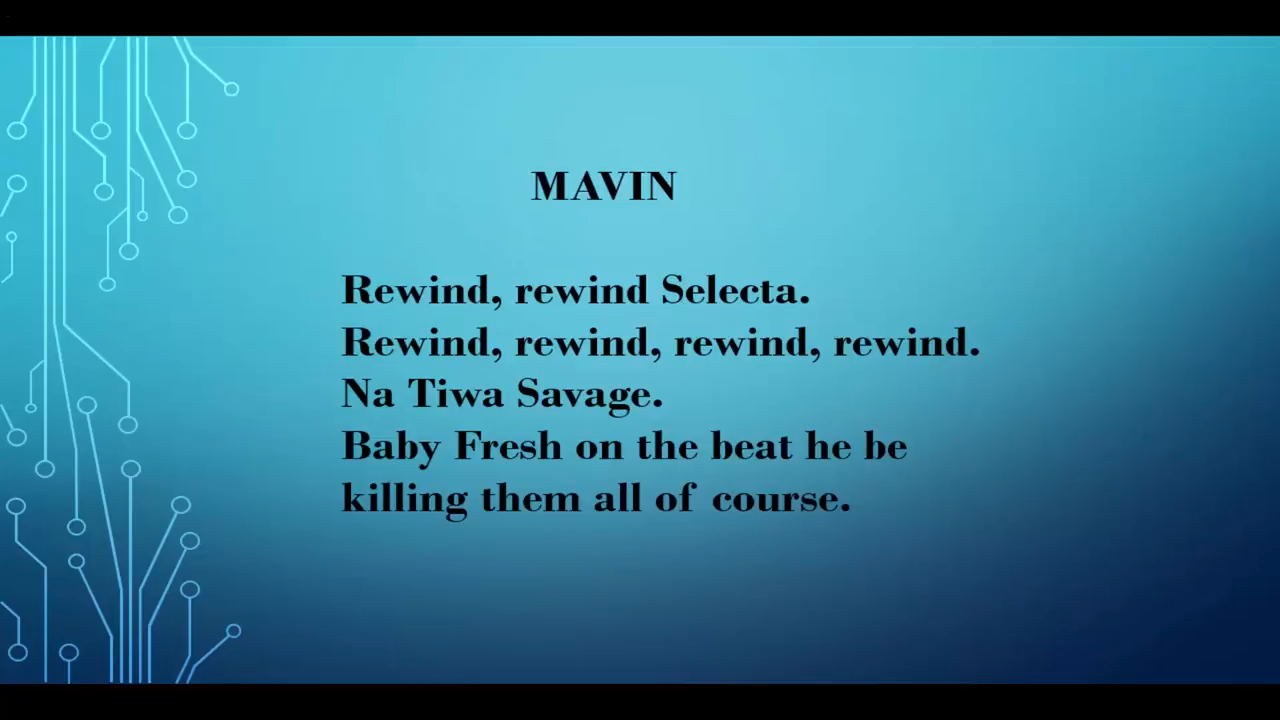 MAVIN
Rewind, rewind Selecta.
Rewind, rewind, rewind, rewind.
Na Tiwa Savage.
Baby Fresh on the beat he be
killing them all of course.